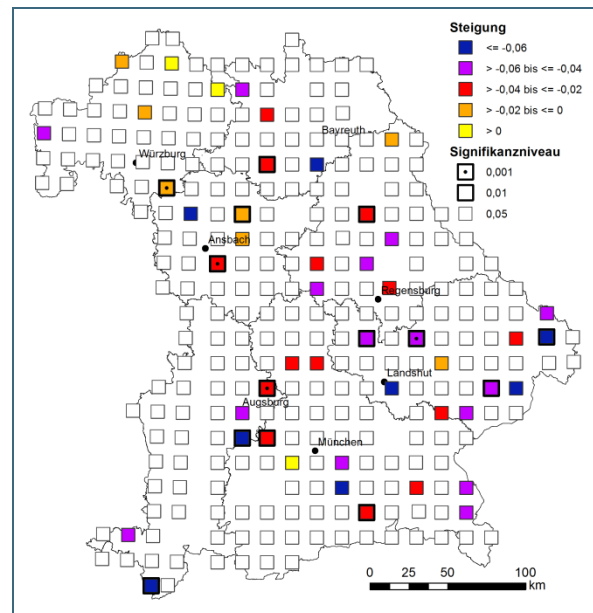 Steigung
<= -0,06
> -0,06 bis <= -0,04
> -0,04 bis <= -0,02
> -0,02 bis <= 0
> 0
Signifikanzniveau
0,001
0,01
0,05
Bayreuth
Würzburg
Ansbach
Regensburg
Landshut
Augsburg
München
0 25 50 100
km